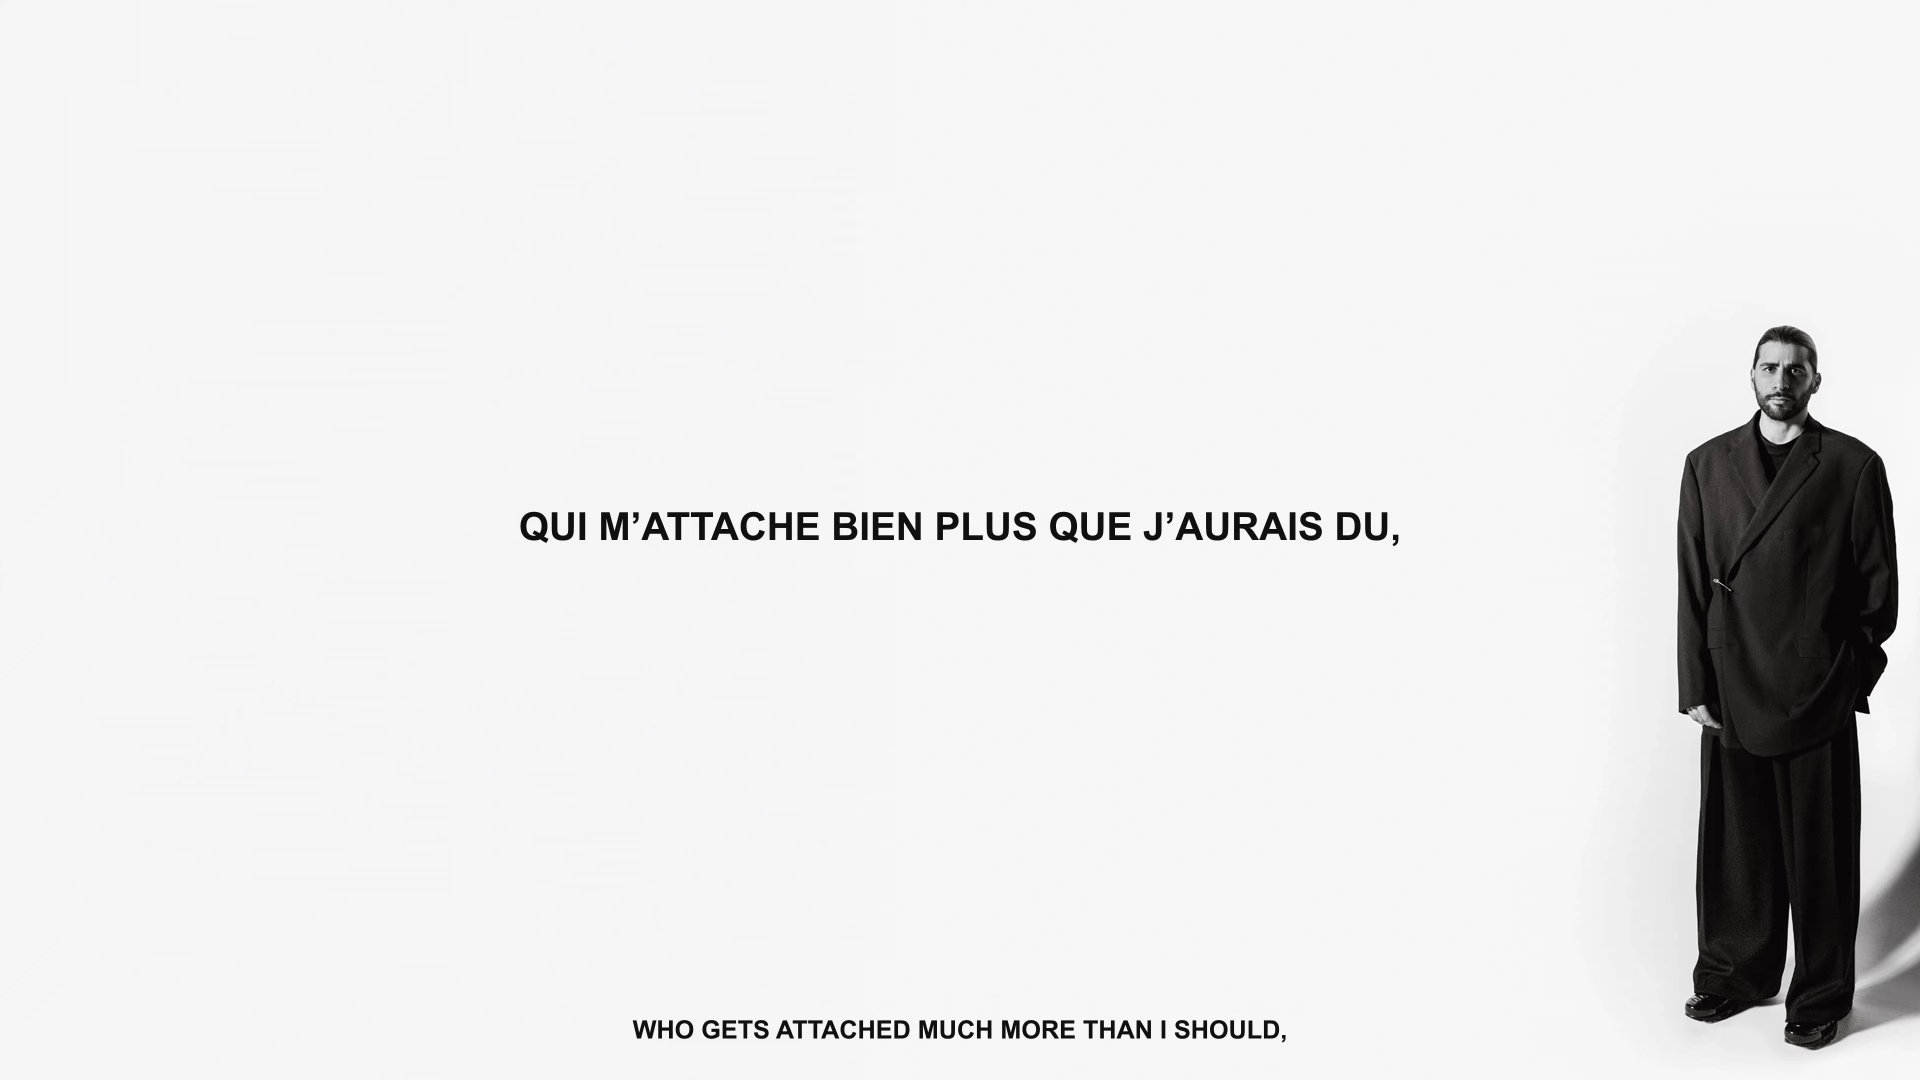 QUI M’ATTACHE BIEN PLUS QUE J’AURAIS DU,
WHO GETS ATTACHED MUCH MORE THAN I SHOULD,